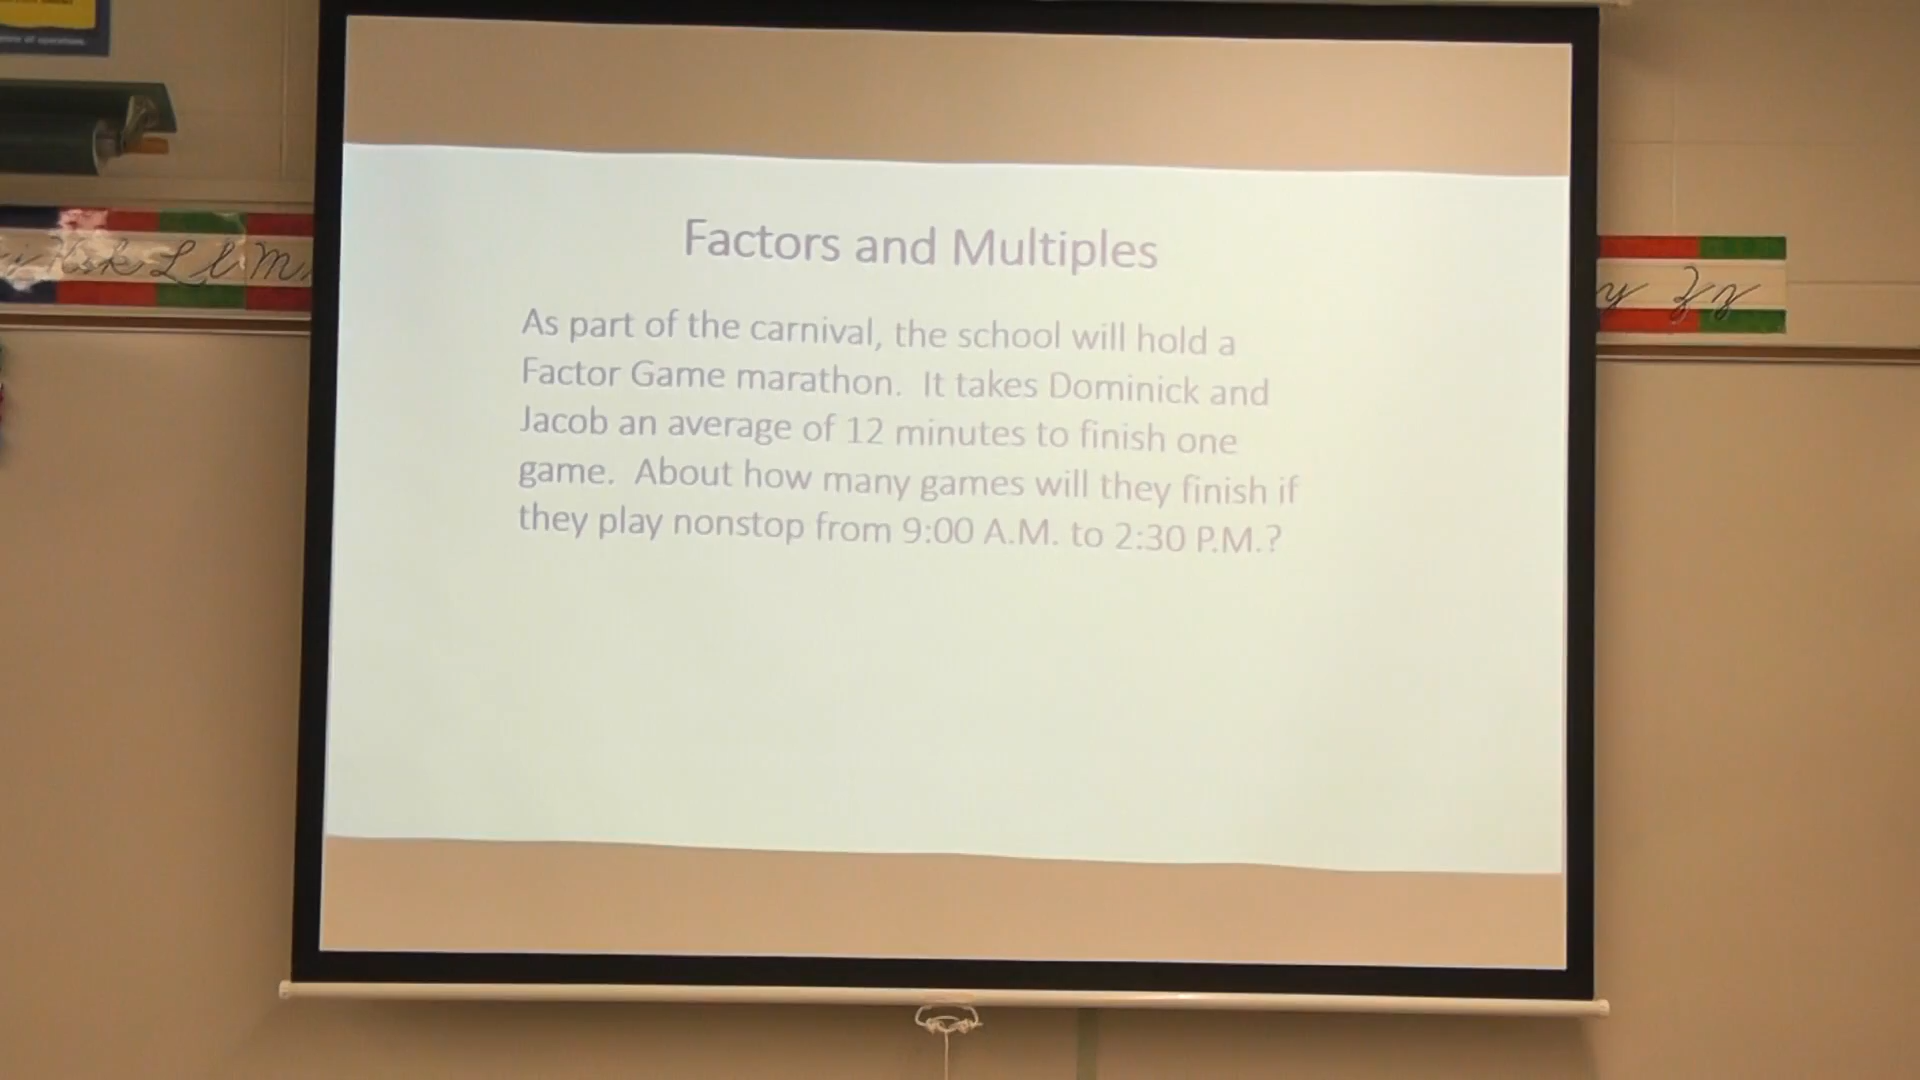 Factors and Multiples
As part of the carnival, the school will hold a
Factor Game marathon. It takes Dominick and
Jacob an average of 12 minutes to finish one
game. About how many games will they finish if
they play nonstop from 9:00 A.M. to 2:30 P.M.?
K k L l M
y Z z